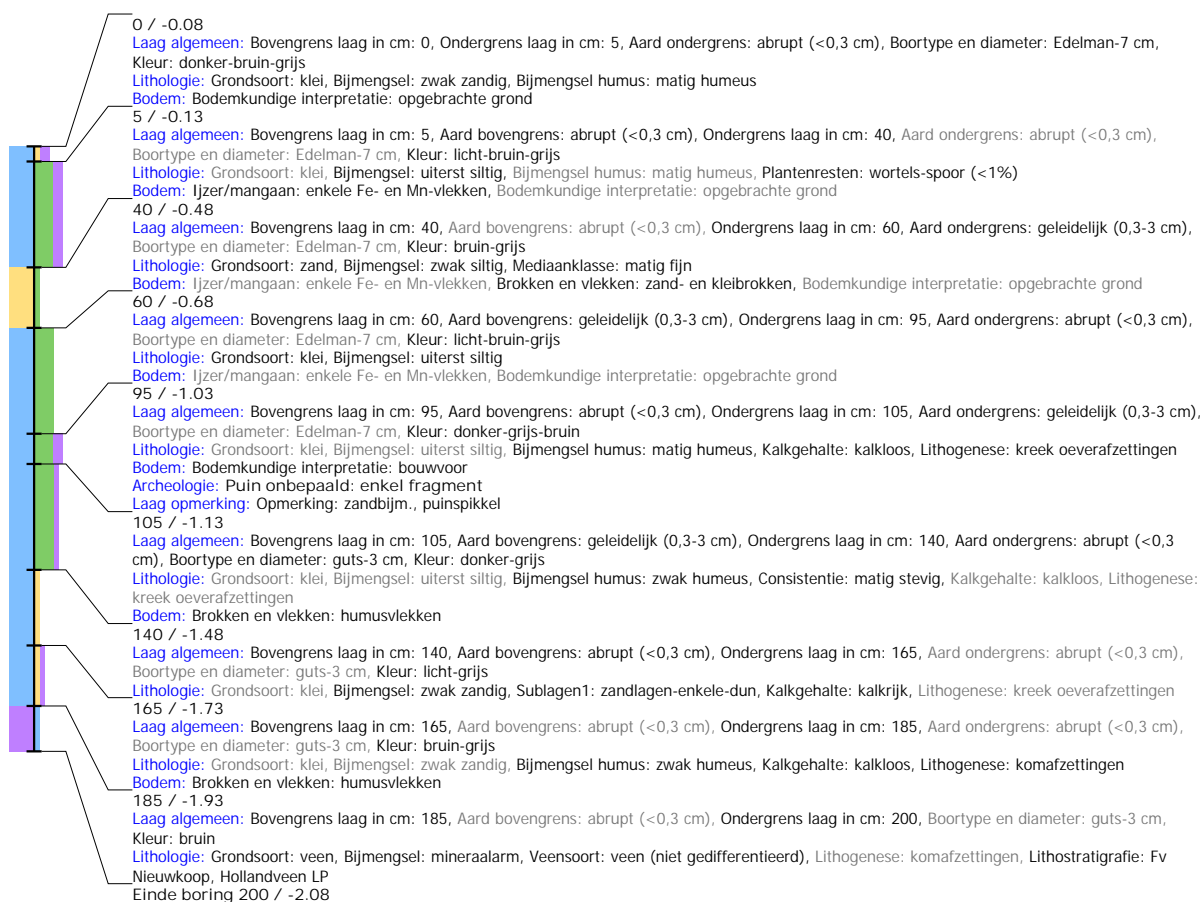 0 / -0.08
Laag algemeen: Bovengrens laag in cm: 0, Ondergrens laag in cm: 5, Aard ondergrens: abrupt (<0,3 cm), Boortype en diameter: Edelman-7 cm,
Kleur: donker-bruin-grijs
Lithologie: Grondsoort: klei, Bijmengsel: zwak zandig, Bijmengsel humus: matig humeus
Bodem: Bodemkundige interpretatie: opgebrachte grond
5 / -0.13
Laag algemeen: Bovengrens laag in cm: 5, Aard bovengrens: abrupt (<0,3 cm), Ondergrens laag in cm: 40, Aard ondergrens: abrupt (<0,3 cm),
Boortype en diameter: Edelman-7 cm, Kleur: licht-bruin-grijs
Lithologie: Grondsoort: klei, Bijmengsel: uiterst siltig, Bijmengsel humus: matig humeus, Plantenresten: wortels-spoor (<1%)
Bodem: Ijzer/mangaan: enkele Fe- en Mn-vlekken, Bodemkundige interpretatie: opgebrachte grond
40 / -0.48
Laag algemeen: Bovengrens laag in cm: 40, Aard bovengrens: abrupt (<0,3 cm), Ondergrens laag in cm: 60, Aard ondergrens: geleidelijk (0,3-3 cm),
Boortype en diameter: Edelman-7 cm, Kleur: bruin-grijs
Lithologie: Grondsoort: zand, Bijmengsel: zwak siltig, Mediaanklasse: matig fijn
Bodem: Ijzer/mangaan: enkele Fe- en Mn-vlekken, Brokken en vlekken: zand- en kleibrokken, Bodemkundige interpretatie: opgebrachte grond
60 / -0.68
Laag algemeen: Bovengrens laag in cm: 60, Aard bovengrens: geleidelijk (0,3-3 cm), Ondergrens laag in cm: 95, Aard ondergrens: abrupt (<0,3 cm),
Boortype en diameter: Edelman-7 cm, Kleur: licht-bruin-grijs
Lithologie: Grondsoort: klei, Bijmengsel: uiterst siltig
Bodem: Ijzer/mangaan: enkele Fe- en Mn-vlekken, Bodemkundige interpretatie: opgebrachte grond
95 / -1.03
Laag algemeen: Bovengrens laag in cm: 95, Aard bovengrens: abrupt (<0,3 cm), Ondergrens laag in cm: 105, Aard ondergrens: geleidelijk (0,3-3 cm),
Boortype en diameter: Edelman-7 cm, Kleur: donker-grijs-bruin
Lithologie: Grondsoort: klei, Bijmengsel: uiterst siltig, Bijmengsel humus: matig humeus, Kalkgehalte: kalkloos, Lithogenese: kreek oeverafzettingen
Bodem: Bodemkundige interpretatie: bouwvoor
Archeologie: Puin onbepaald: enkel fragment
Laag opmerking: Opmerking: zandbijm., puinspikkel
105 / -1.13
Laag algemeen: Bovengrens laag in cm: 105, Aard bovengrens: geleidelijk (0,3-3 cm), Ondergrens laag in cm: 140, Aard ondergrens: abrupt (<0,3
cm), Boortype en diameter: guts-3 cm, Kleur: donker-grijs
Lithologie: Grondsoort: klei, Bijmengsel: uiterst siltig, Bijmengsel humus: zwak humeus, Consistentie: matig stevig, Kalkgehalte: kalkloos, Lithogenese:
kreek oeverafzettingen
Bodem: Brokken en vlekken: humusvlekken
140 / -1.48
Laag algemeen: Bovengrens laag in cm: 140, Aard bovengrens: abrupt (<0,3 cm), Ondergrens laag in cm: 165, Aard ondergrens: abrupt (<0,3 cm),
Boortype en diameter: guts-3 cm, Kleur: licht-grijs
Lithologie: Grondsoort: klei, Bijmengsel: zwak zandig, Sublagen1: zandlagen-enkele-dun, Kalkgehalte: kalkrijk, Lithogenese: kreek oeverafzettingen
165 / -1.73
Laag algemeen: Bovengrens laag in cm: 165, Aard bovengrens: abrupt (<0,3 cm), Ondergrens laag in cm: 185, Aard ondergrens: abrupt (<0,3 cm),
Boortype en diameter: guts-3 cm, Kleur: bruin-grijs
Lithologie: Grondsoort: klei, Bijmengsel: zwak zandig, Bijmengsel humus: zwak humeus, Kalkgehalte: kalkloos, Lithogenese: komafzettingen
Bodem: Brokken en vlekken: humusvlekken
185 / -1.93
Laag algemeen: Bovengrens laag in cm: 185, Aard bovengrens: abrupt (<0,3 cm), Ondergrens laag in cm: 200, Boortype en diameter: guts-3 cm,
Kleur: bruin
Lithologie: Grondsoort: veen, Bijmengsel: mineraalarm, Veensoort: veen (niet gedifferentieerd), Lithogenese: komafzettingen, Lithostratigrafie: Fv
Nieuwkoop, Hollandveen LP
Einde boring 200 / -2.08